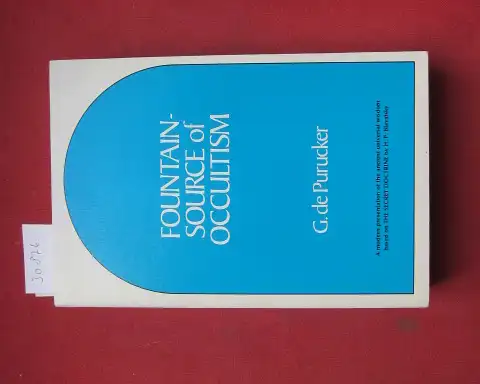 FOUNTAIN-
SOURCE of
OCCULTISM
G. de Purucker
A modern presentation of the ancient universal wisdom
based on THE SECRET DOCTRINE by H. P. Blavatsky
30876